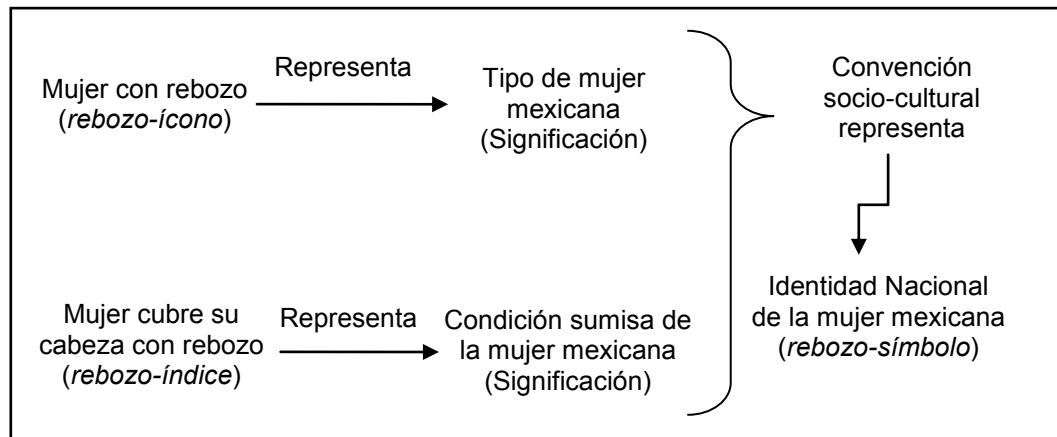 Mujer con rebozo
(rebozo-ícono)
Representa
Tipo de mujer
mexicana
(Significación)
Mujer cubre su
cabeza con rebozo
(rebozo-índice)
Representa
Condición sumisa de
la mujer mexicana
(Significación)
Convención
socio-cultural
representa
Identidad Nacional
de la mujer mexicana
(rebozo-símbolo)